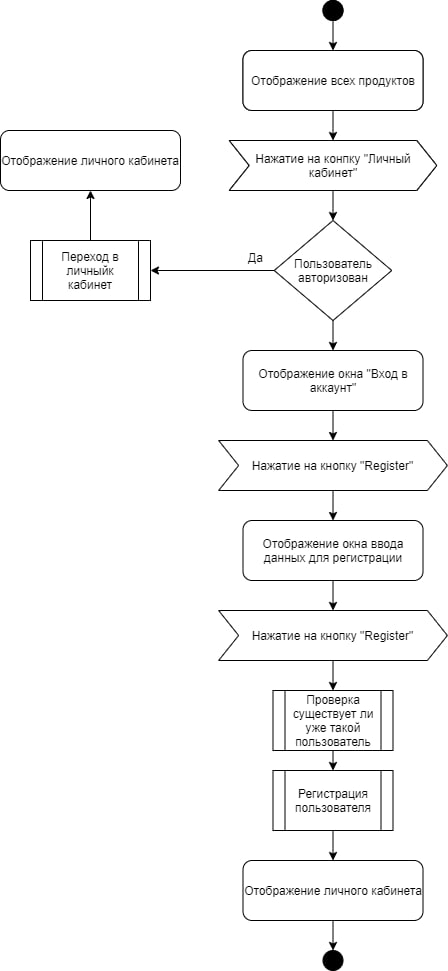 Отображение всех продуктов
Нажатие на конпку "Личный
кабинет"
Отображение личного кабинета
Да
Пользователь
авторизован
Переход в
личныйк
кабинет
Отображение окна "Вход в
аккаунт"
Нажатие на кнопку "Register"
Отображение окна ввода
данных для регистрации
Нажатие на кнопку "Register"
Проверка
существует ли
уже такой
пользователь
Регистрация
пользователя
Отображение личного кабинета